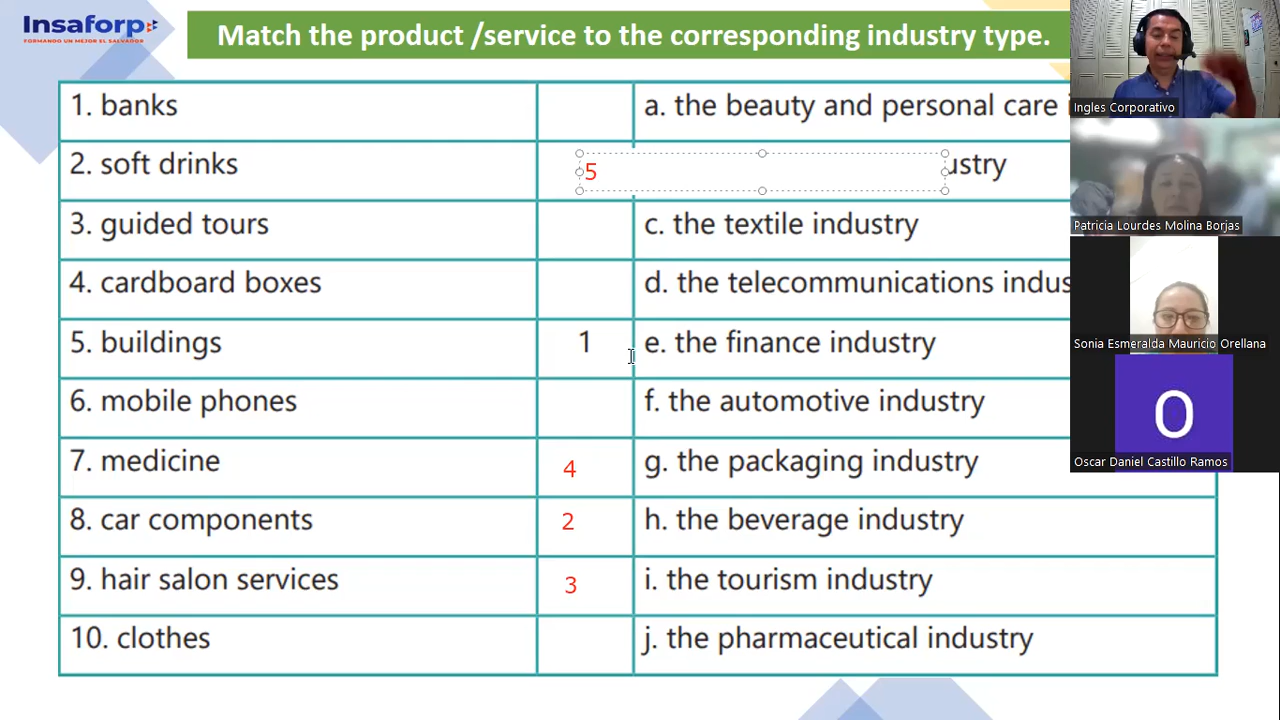 Insaforp
FORMANDO UN MEJOR EL SALVADOR
Match the product /service to the corresponding industry type.
1. banks
a. the beauty and personal care
2. soft drinks
5
ustry
3. guided tours
c. the textile industry
4. cardboard boxes
d. the telecommunications indus
5. buildings
1
e. the finance industry
6. mobile phones
f. the automotive industry
7. medicine
4
g. the packaging industry
8. car components
2
h. the beverage industry
9. hair salon services
3
i. the tourism industry
10. clothes
j. the pharmaceutical industry
Ingles Corporativo
Patricia Lourdes Molina Borjas
Sonia Esmeralda Mauricio Orellana
O
Oscar Daniel Castillo Ramos